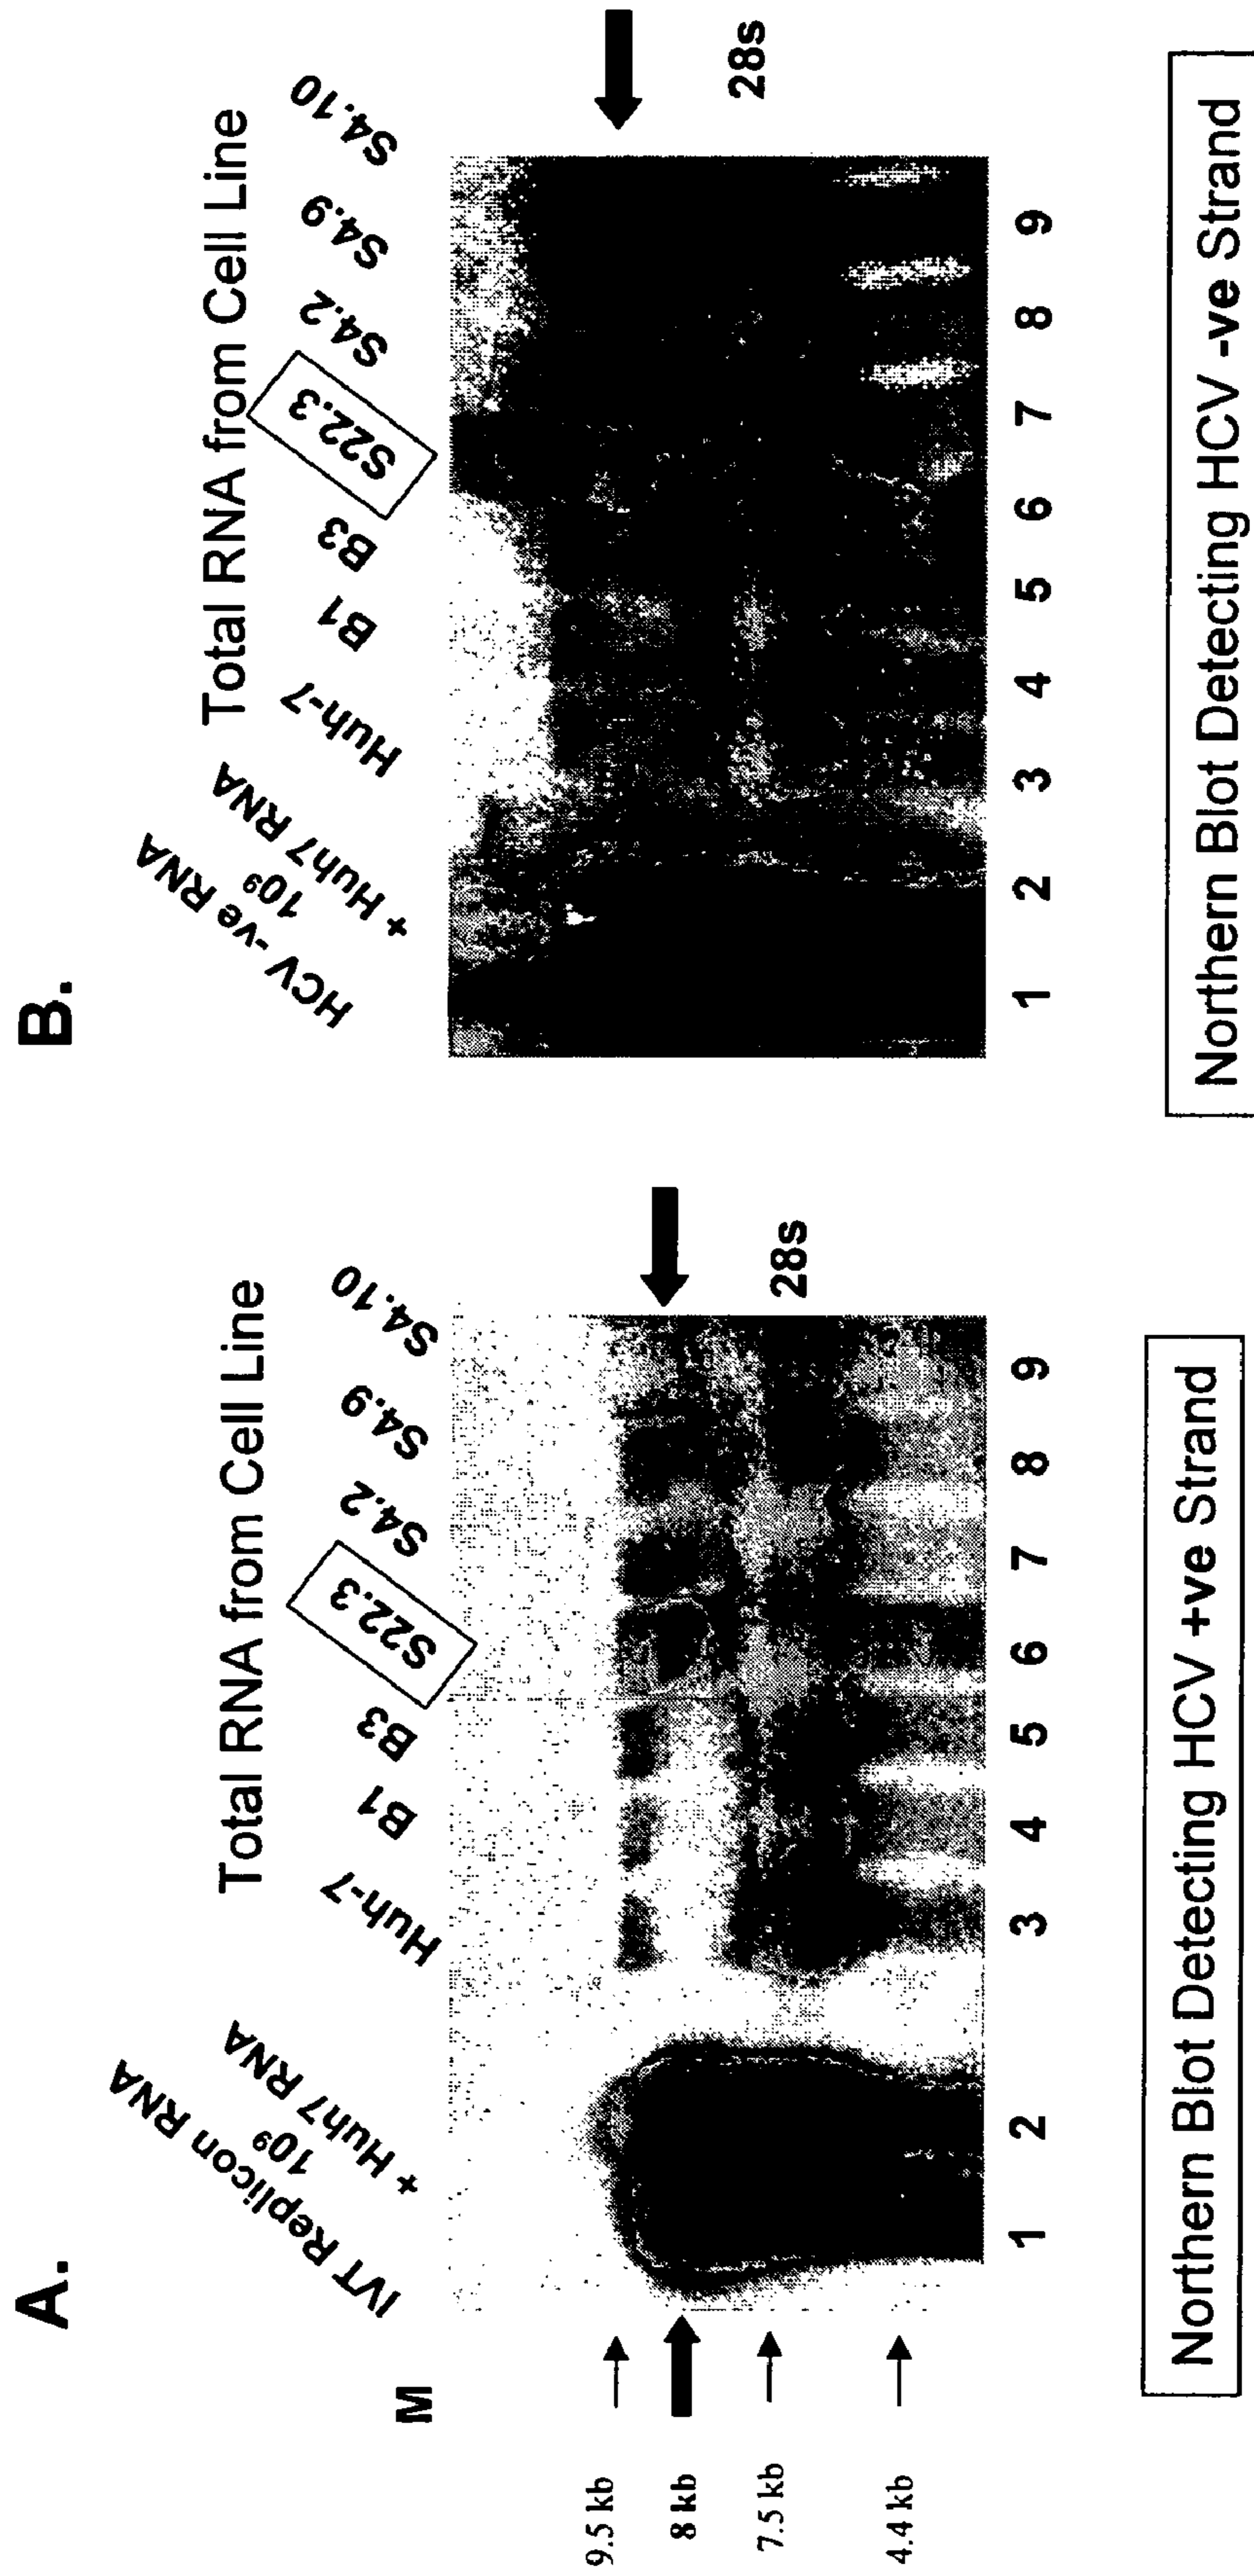 A.
IVT Replicon RNA
10⁹
+ Huh7 RNA
Total RNA from Cell Line
Huh-7
B1
B3
S22.3
S4.2
S4.9
S4.10
M
9.5 kb
8 kb
7.5 kb
4.4 kb
28s
1 2 3 4 5 6 7 8 9
Northern Blot Detecting HCV +ve Strand
B.
HCV -ve RNA
10⁹
+ Huh7 RNA
Total RNA from Cell Line
Huh-7
B1
B3
S22.3
S4.2
S4.9
S4.10
28s
1 2 3 4 5 6 7 8 9
Northern Blot Detecting HCV -ve Strand